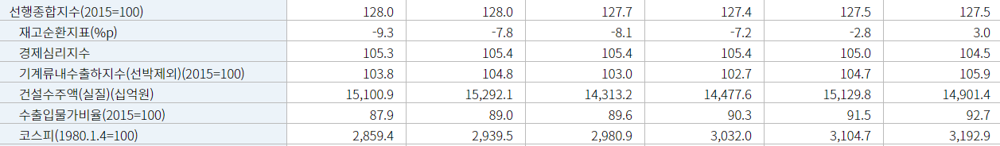 선행종합지수(2015=100) 128.0 128.0 127.7 127.4 127.5 127.5
재고순환지표(%p) -9.3 -7.8 -8.1 -7.2 -2.8 3.0
경제심리지수 105.3 105.4 105.4 105.4 105.0 104.5
기계류내수출하지수(선박제외)(2015=100) 103.8 104.8 103.0 102.7 104.7 105.9
건설수주액(실질)(십억원) 15,100.9 15,292.1 14,313.2 14,477.6 15,129.8 14,901.4
수출입물가비율(2015=100) 87.9 89.0 89.6 90.3 91.5 92.7
코스피(1980.1.4=100) 2,859.4 2,939.5 2,980.9 3,032.0 3,104.7 3,192.9